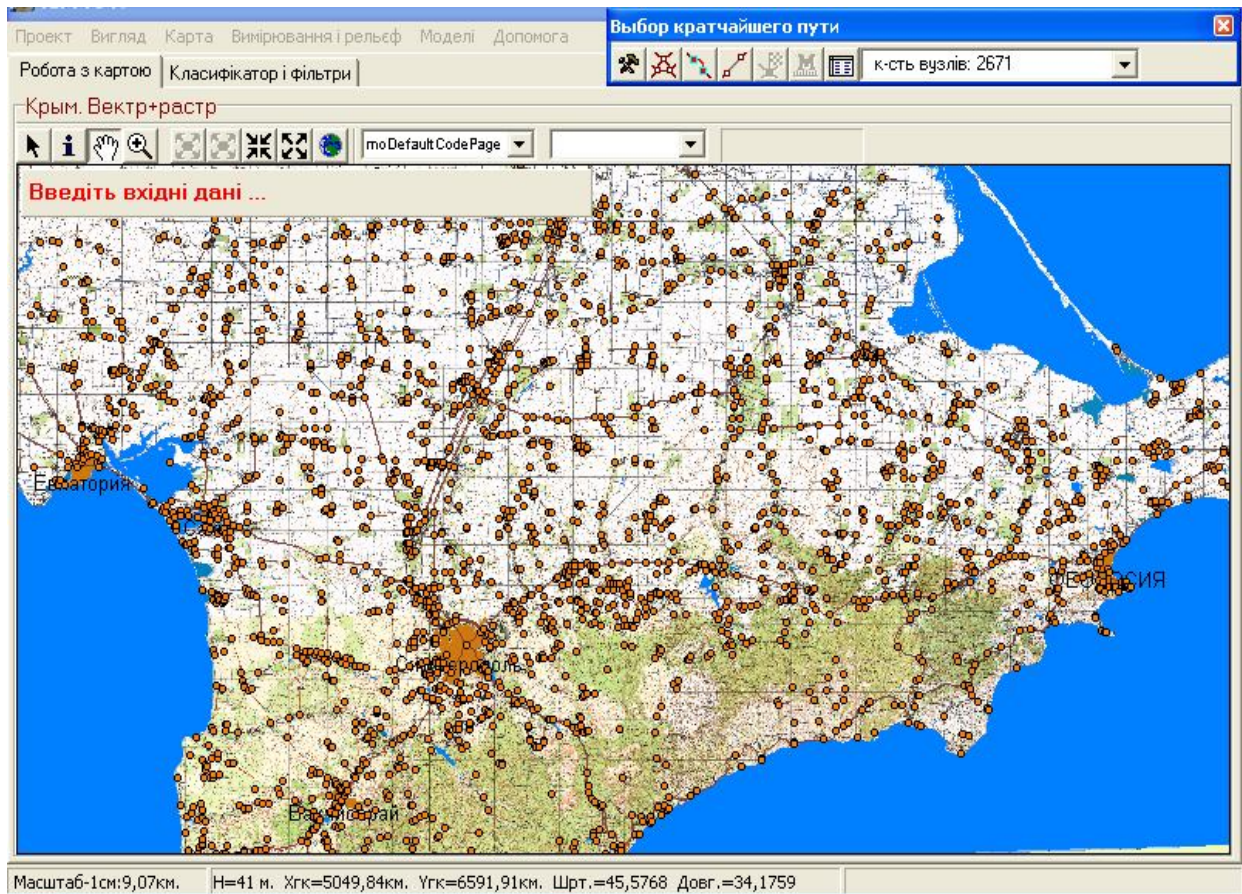 Проект Вигляд Карта Вимірювання і рельєф Моделі Допомога
Выбор кратчайшего пути
к-сть вузлів: 2671
Робота з картою Класифікатор і фільтри
Крым. Вектр+растр
moDefaultCodePage
Введіть вхідні дані ...
Евпатория
ФЕОДОСИЯ
Симферополь
Бахчисарай
Масштаб-1см:9,07км. H=41 м. Xгк=5049,84км. Yгк=6591,91км. Шрт.=45,5768 Довг.=34,1759